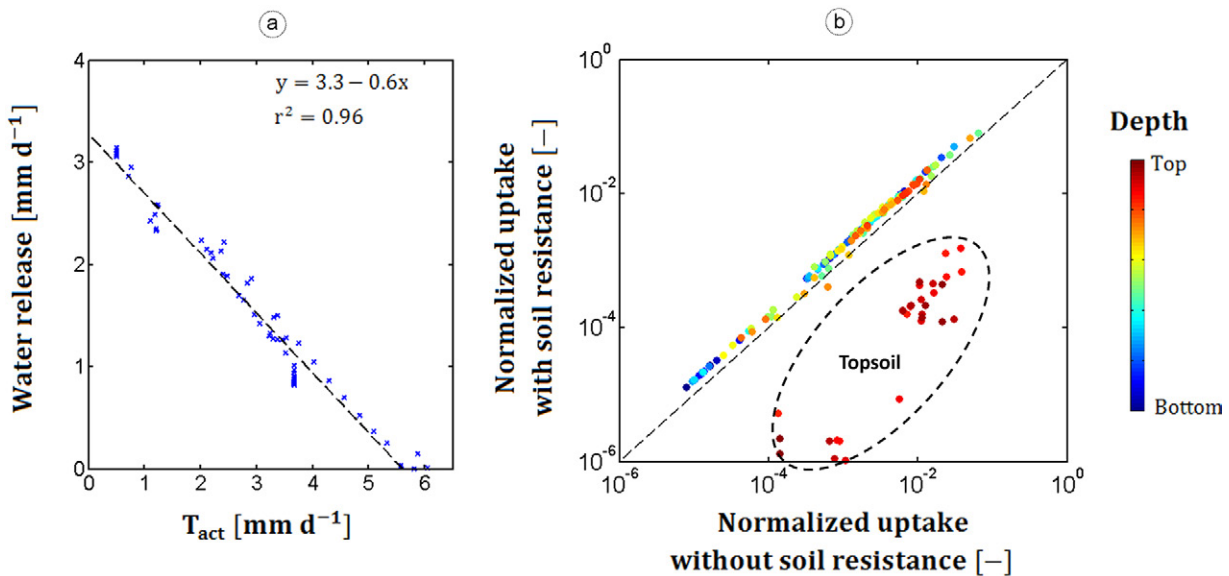 a
4
3
2
1
0
0 1 2 3 4 5 6
y = 3.3 − 0.6x
r² = 0.96
Water release [mm d⁻¹]
T_act [mm d⁻¹]
b
10⁰
10⁻²
10⁻⁴
10⁻⁶
10⁻⁶ 10⁻⁴ 10⁻² 10⁰
Normalized uptake
with soil resistance [−]
Topsoil
Normalized uptake
without soil resistance [−]
Depth
Top
Bottom